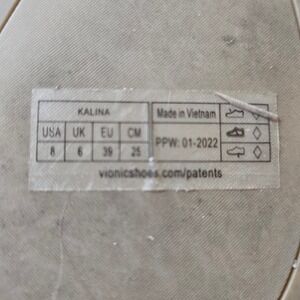 KALINA
Made in Vietnam
USA UK EU CM
8 6 39 25
PPW: 01-2022
vionicshoes.com/patents